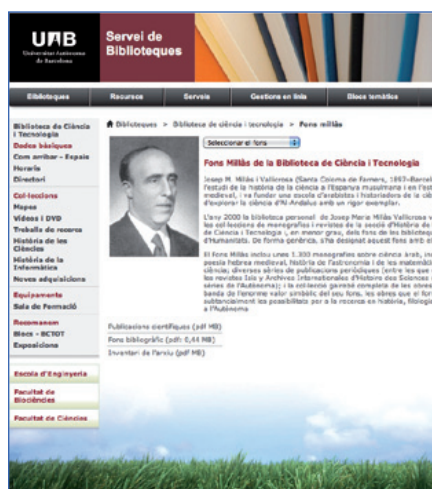 UAB
Universitat Autònoma
de Barcelona
Servei de
Biblioteques
Biblioteques Recursos Serveis Gestions en línia Blocs temàtics
Biblioteca de Ciència
i Tecnologia
Dades bàsiques
Com arribar - Espais
Horaris
Directori
Col·leccions
Mapes
Vídeos i DVD
Treballs de recerca
Història de les
Ciències
Història de la
Informàtica
Noves adquisicions
Equipaments
Sala de Formació
Recomanem
Blocs - BCTOT
Exposicions
Escola d'Enginyeria
Facultat de
Biociències
Facultat de Ciències
Biblioteques > Biblioteca de ciència i tecnologia > Fons millàs
Seleccionar el fons
Fons Millàs de la Biblioteca de Ciència i Tecnologia
Josep M. Millàs i Vallicrosa (Santa Coloma de Farners, 1897-Barcel
l'estudi de la història de la ciència a l'Espanya musulmana i en l'est
medieval, i va fundar una escola d'arabistes i historiadors de la ciè
d'explorar la ciència d'Al-Andalus amb un rigor exemplar.
L'any 2000 la biblioteca personal de Josep Maria Millàs Vallicrosa v
les col·leccions de monografies i revistes de la secció d'Història de
de Ciència i Tecnologia i, en menor grau, dels fons de les bibliotequ
d'Humanitats. De forma genèrica, s'ha designat aquest fons amb el
El Fons Millàs inclou unes 1.300 monografies sobre ciència àrab, inc
poesia hebrea medieval, història de l'astronomia i de les matemàtic
ciència; diverses sèries de publicacions periòdiques (entre les que
les revistes Isis y Archives Internationales d'Histoire des Sciences
sèries de l'Autònoma); i la col·lecció gairebé completa de les obres
banda de l'enorme valor simbòlic del seu fons, les obres que el for
substancialment les possibilitats per a la recerca en història, filologi
a l'Autònoma
Publicacions científiques (pdf MB)
Fons bibliogràfic (pdf: 0,44 MB)
Inventari de l'arxiu (pdf MB)